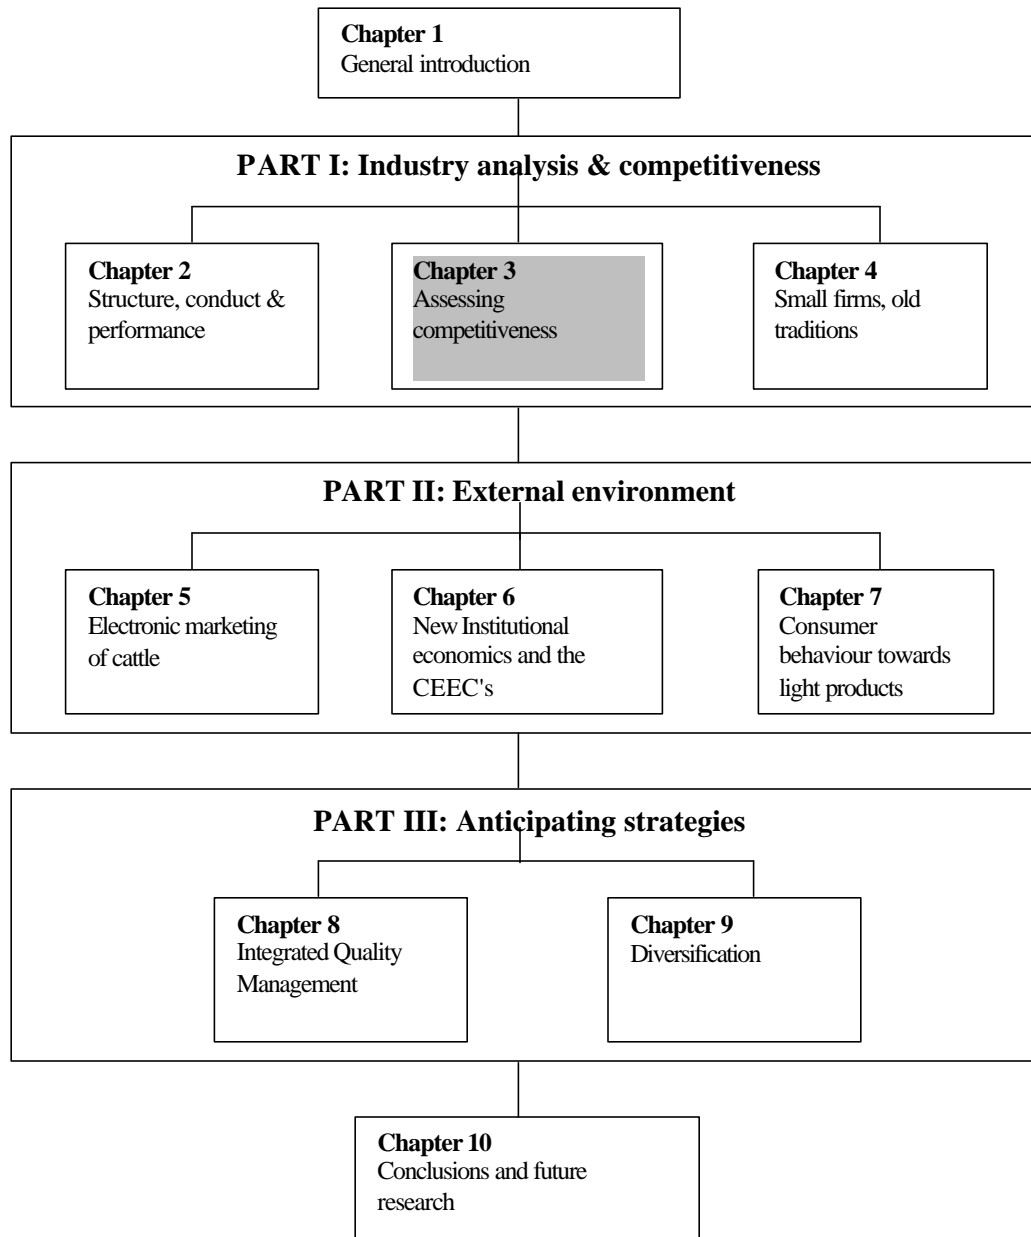 Chapter 1
General introduction
PART I: Industry analysis & competitiveness
Chapter 2
Structure, conduct &
performance
Chapter 3
Assessing
competitiveness
Chapter 4
Small firms, old
traditions
PART II: External environment
Chapter 5
Electronic marketing
of cattle
Chapter 6
New Institutional
economics and the
CEEC's
Chapter 7
Consumer
behaviour towards
light products
PART III: Anticipating strategies
Chapter 8
Integrated Quality
Management
Chapter 9
Diversification
Chapter 10
Conclusions and future
research